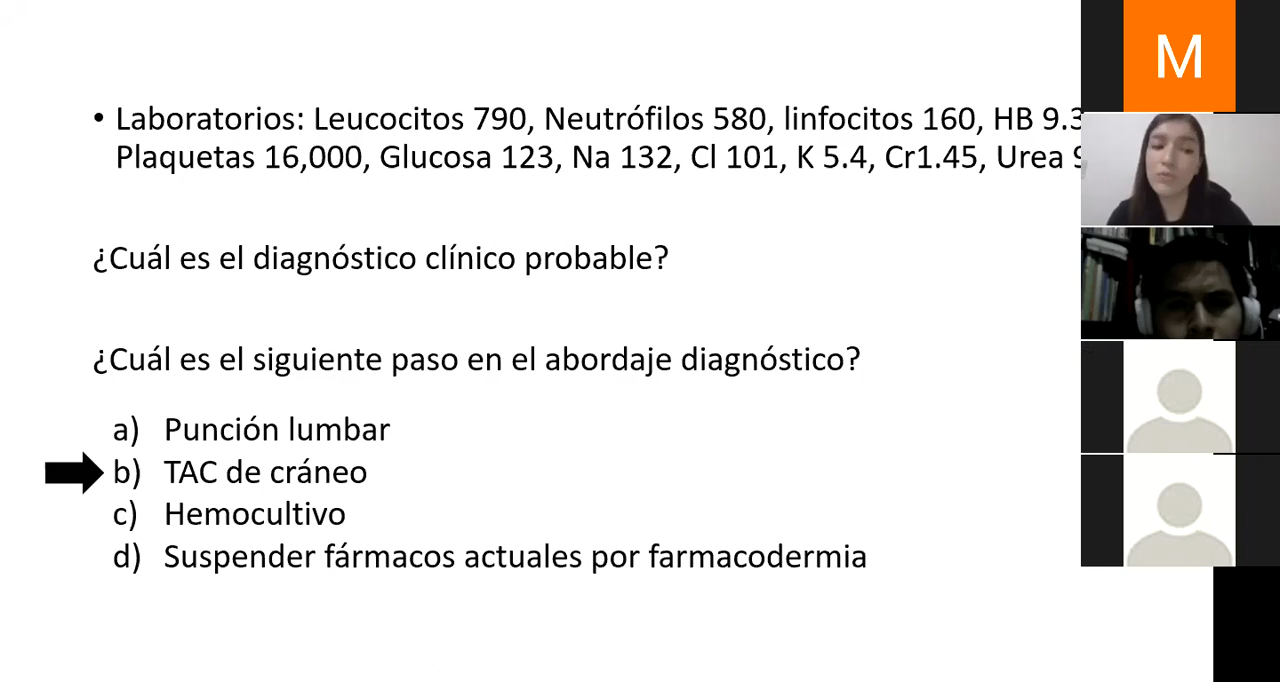 • Laboratorios: Leucocitos 790, Neutrófilos 580, linfocitos 160, HB 9.3
Plaquetas 16,000, Glucosa 123, Na 132, Cl 101, K 5.4, Cr1.45, Urea 9
¿Cuál es el diagnóstico clínico probable?
¿Cuál es el siguiente paso en el abordaje diagnóstico?
a) Punción lumbar
b) TAC de cráneo
c) Hemocultivo
d) Suspender fármacos actuales por farmacodermia
M